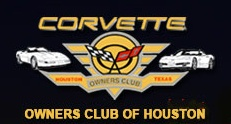 CORVETTE
HOUSTON
TEXAS
OWNERS CLUB
OWNERS CLUB OF HOUSTON